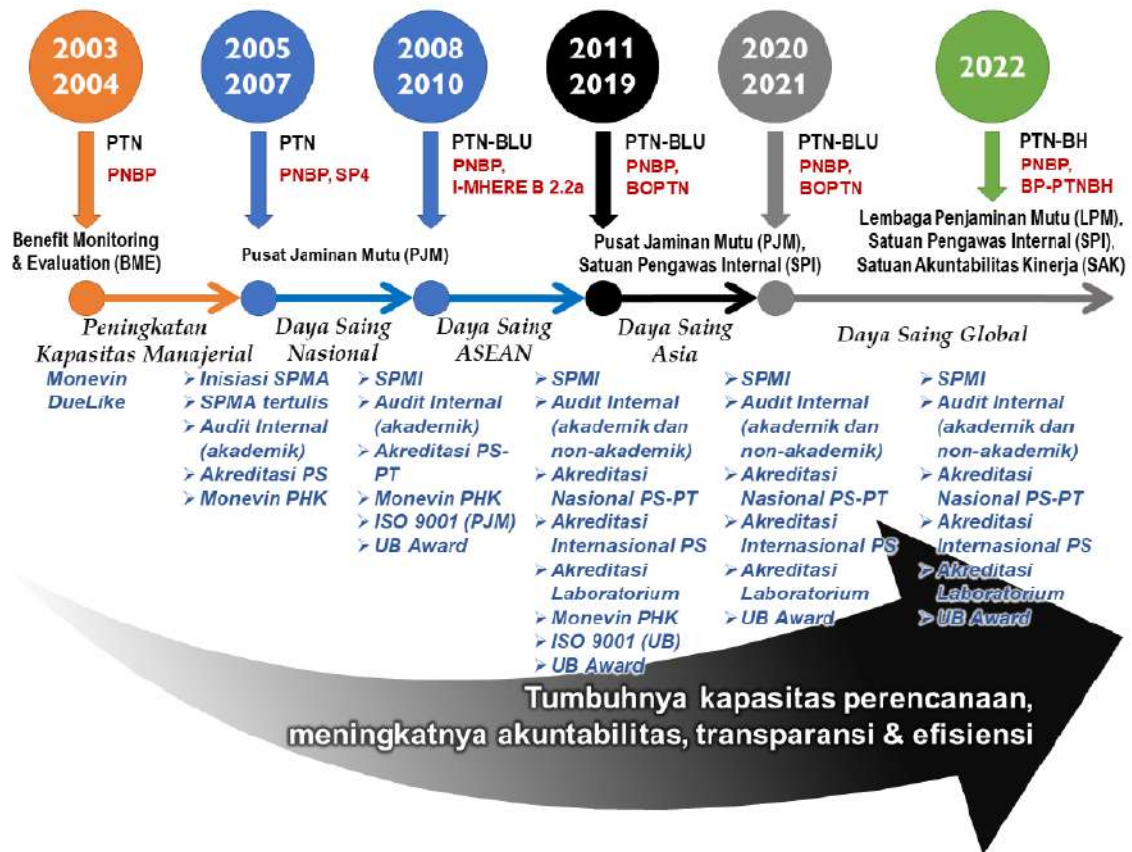 2003
2004
PTN
PNBP
Benefit Monitoring
& Evaluation (BME)
2005
2007
PTN
PNBP, SP4
2008
2010
PTN-BLU
PNBP,
I-MHERE B 2.2a
Pusat Jaminan Mutu (PJM)
2011
2019
PTN-BLU
PNBP,
BOPTN
Pusat Jaminan Mutu (PJM),
Satuan Pengawas Internal (SPI)
2020
2021
PTN-BLU
PNBP,
BOPTN
2022
PTN-BH
PNBP,
BP-PTNBH
Lembaga Penjaminan Mutu (LPM),
Satuan Pengawas Internal (SPI),
Satuan Akuntabilitas Kinerja (SAK)
Peningkatan
Kapasitas Manajerial
Daya Saing
Nasional
Daya Saing
ASEAN
Daya Saing
Asia
Daya Saing Global
Monevin
DueLike
➢ Inisiasi SPMA
➢ SPMA tertulis
➢ Audit Internal
(akademik)
➢ Akreditasi PS
➢ Monevin PHK
➢ SPMI
➢ Audit Internal
(akademik)
➢ Akreditasi PS-
PT
➢ Monevin PHK
➢ ISO 9001 (PJM)
➢ UB Award
➢ SPMI
➢ Audit Internal
(akademik dan
non-akademik)
➢ Akreditasi
Nasional PS-PT
➢ Akreditasi
Internasional PS
➢ Akreditasi
Laboratorium
➢ Monevin PHK
➢ ISO 9001 (UB)
➢ UB Award
➢ SPMI
➢ Audit Internal
(akademik dan
non-akademik)
➢ Akreditasi
Nasional PS-PT
➢ Akreditasi
Internasional PS
➢ Akreditasi
Laboratorium
➢ UB Award
➢ SPMI
➢ Audit Internal
(akademik dan
non-akademik)
➢ Akreditasi
Nasional PS-PT
➢ Akreditasi
Internasional PS
➢ Akreditasi
Laboratorium
➢ UB Award
Tumbuhnya kapasitas perencanaan,
meningkatnya akuntabilitas, transparansi & efisiensi